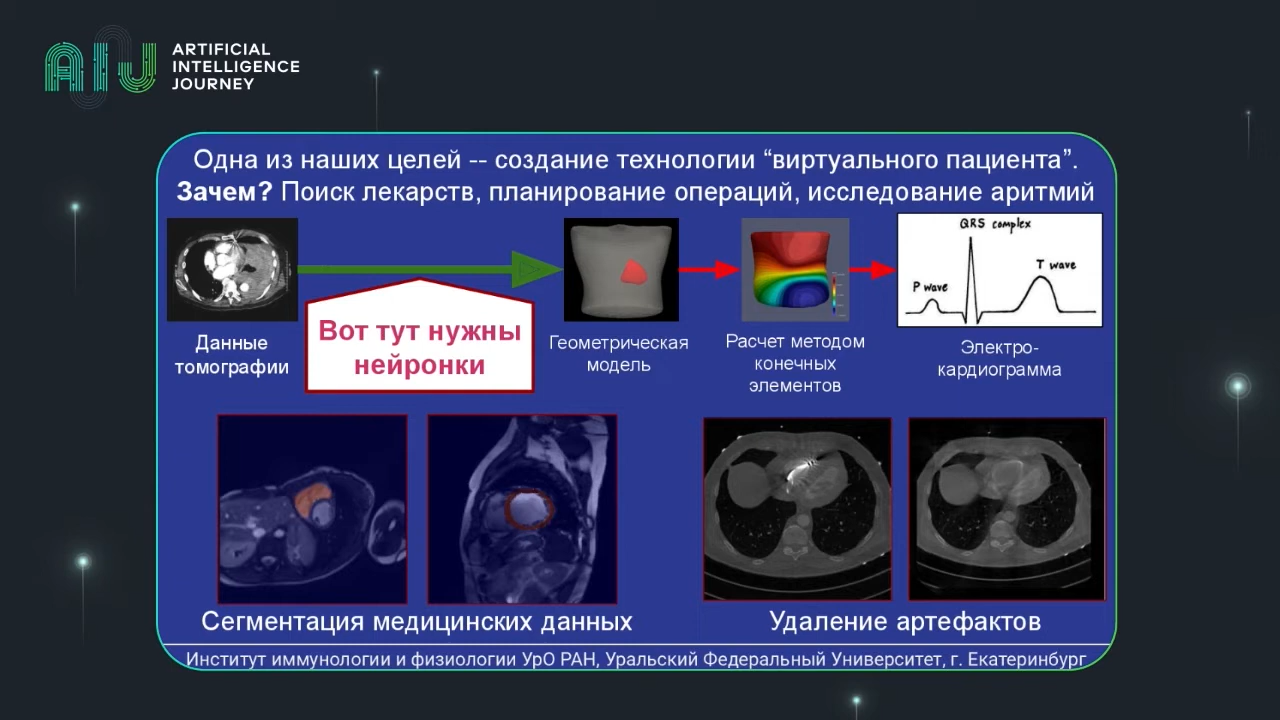 ARTIFICIAL
INTELLIGENCE
JOURNEY
Одна из наших целей -- создание технологии “виртуального пациента”.
Зачем? Поиск лекарств, планирование операций, исследование аритмий
QRS complex
P wave
T wave
Вот тут нужны
нейронки
Данные
томографии
Геометрическая
модель
Расчет методом
конечных
элементов
Электро-
кардиограмма
Сегментация медицинских данных
Удаление артефактов
Институт иммунологии и физиологии УрО РАН, Уральский Федеральный Университет, г. Екатеринбург